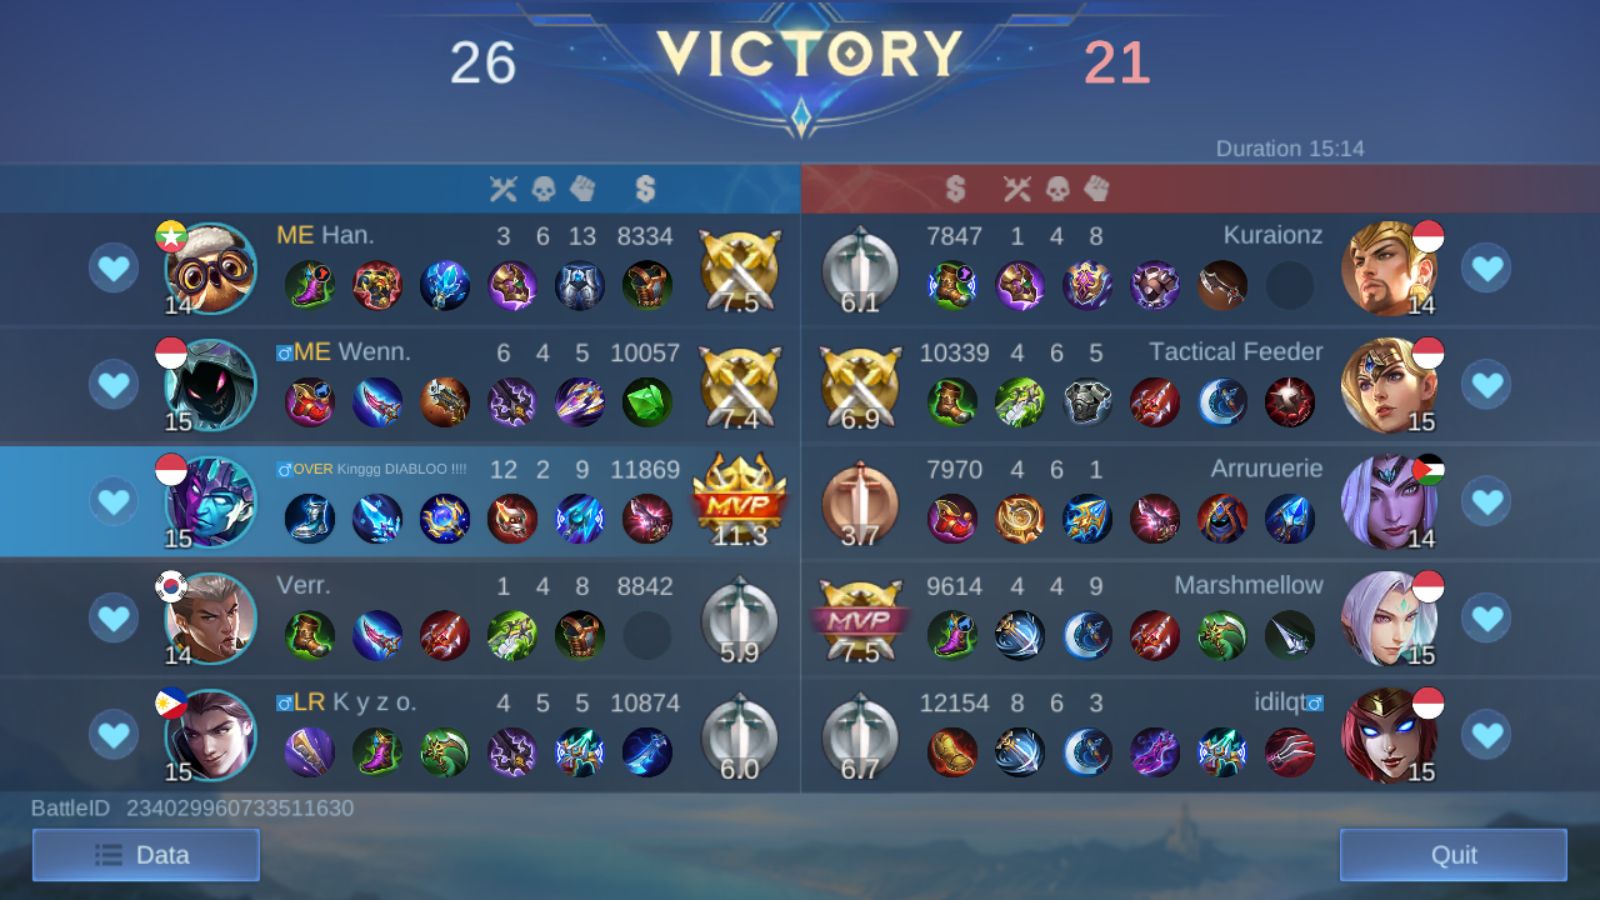 26 VICTORY 21
Duration 15:14
ME Han. 3 6 13 8334 7.5 14
6.1 7847 1 4 8 Kuraionz 14
ME Wenn. 6 4 5 10057 7.4 15
6.9 10339 4 6 5 Tactical Feeder 15
OVER Kinggg DIABLOO !!!! 12 2 9 11869 MVP 11.3 15
3.7 7970 4 6 1 Arruruerie 14
Verr. 1 4 8 8842 5.9 14
MVP 7.5 9614 4 4 9 Marshmellow 15
LR K y z o. 4 5 5 10874 6.0 15
6.7 12154 8 6 3 idilqt 15
BattleID 234029960733511630
Data
Quit